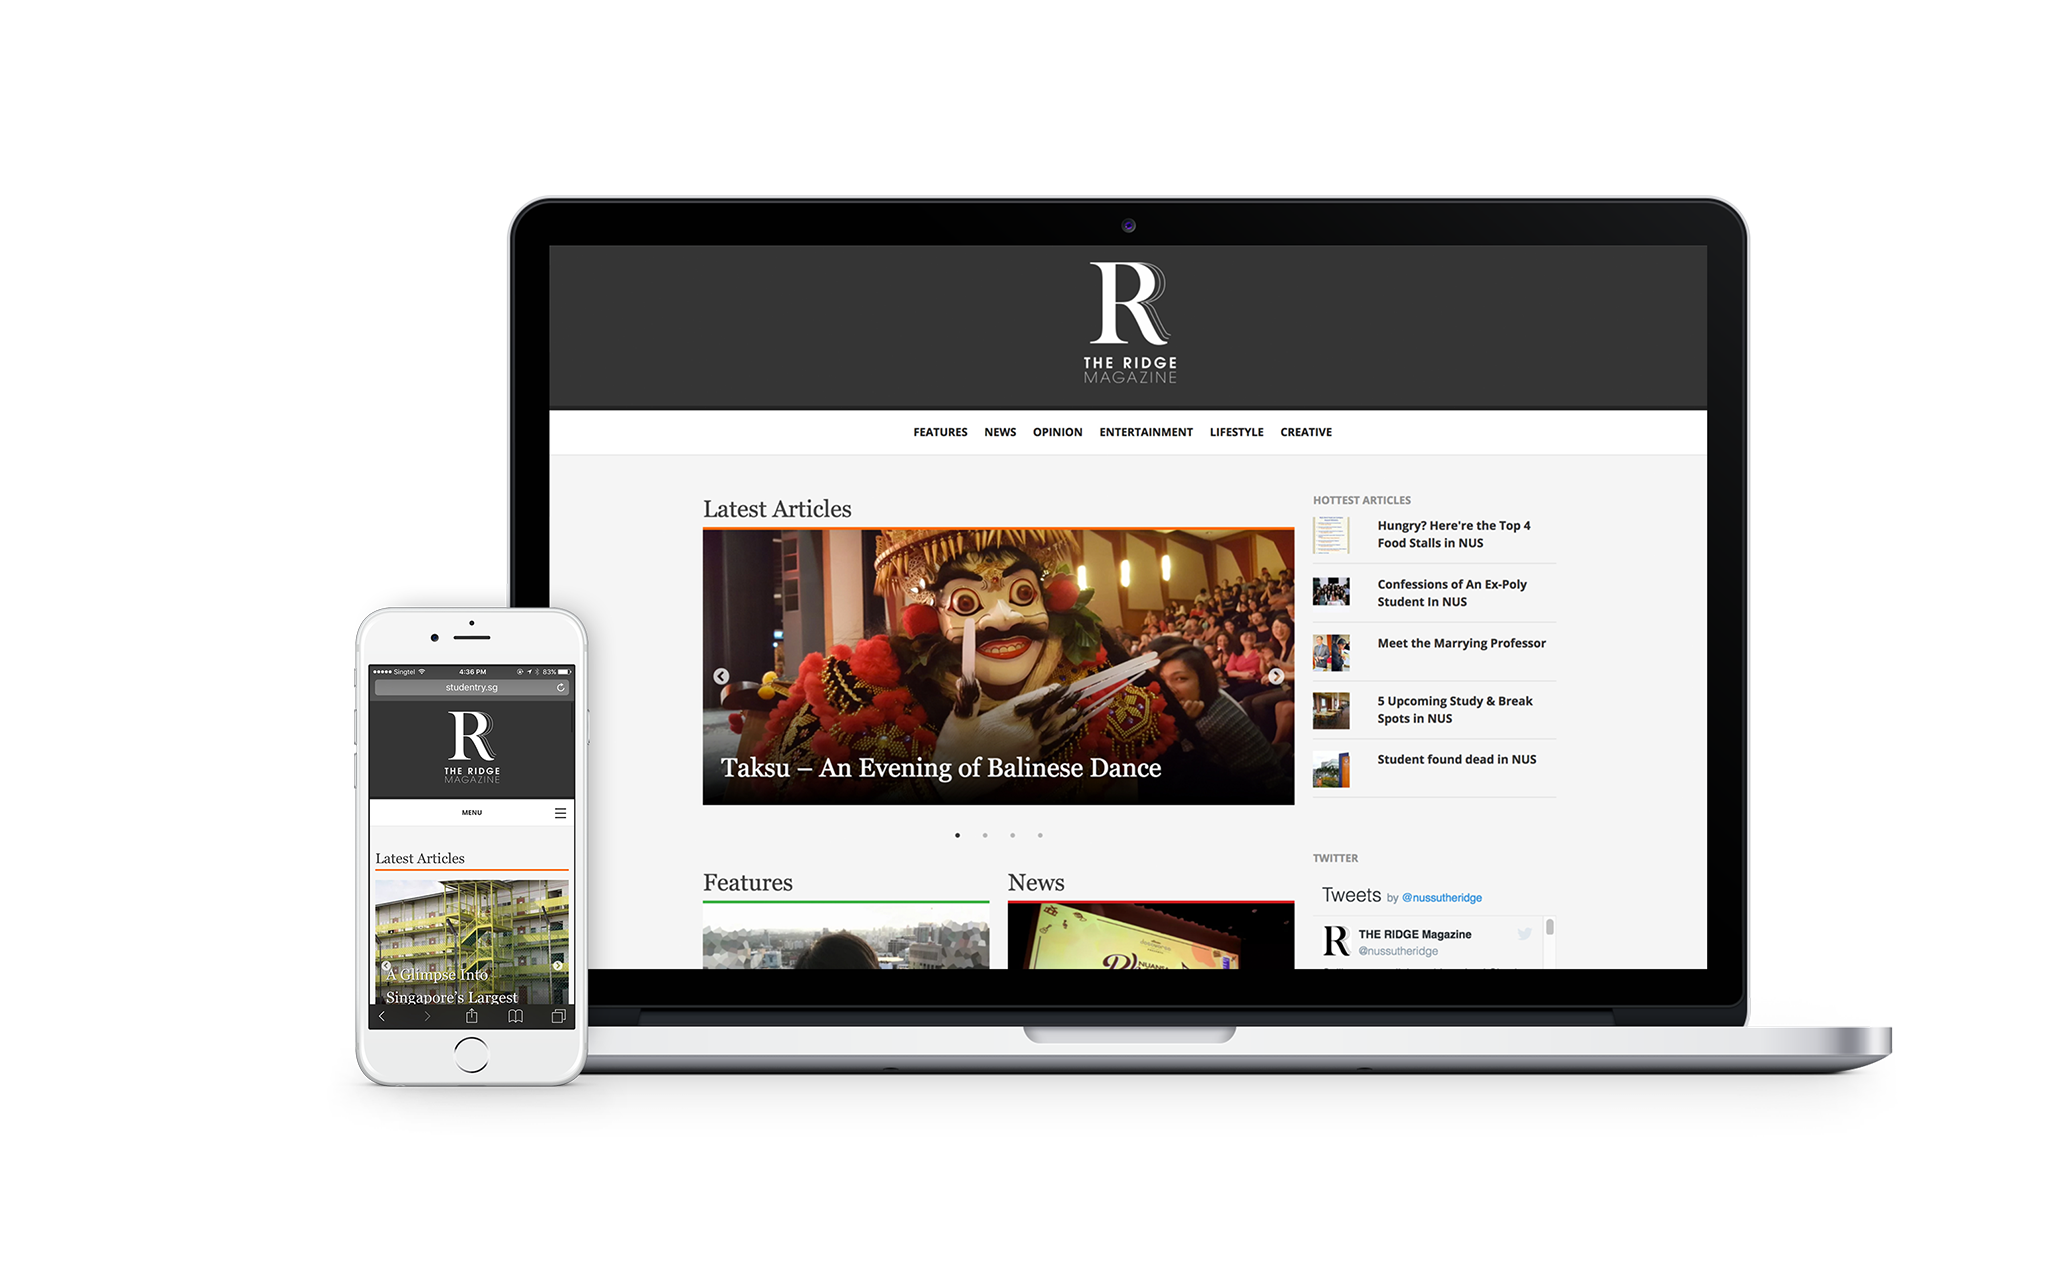 R
THE RIDGE
MAGAZINE
FEATURES NEWS OPINION ENTERTAINMENT LIFESTYLE CREATIVE
Latest Articles
Taksu – An Evening of Balinese Dance
HOTTEST ARTICLES
Hungry? Here're the Top 4
Food Stalls in NUS
Confessions of An Ex-Poly
Student In NUS
Meet the Marrying Professor
5 Upcoming Study & Break
Spots in NUS
Student found dead in NUS
Features
News
TWITTER
Tweets by @nussutheridge
R
THE RIDGE Magazine
@nussutheridge
Singtel 4:36 PM 83%
studentry.sg
R
THE RIDGE
MAGAZINE
MENU
Latest Articles
A Glimpse Into
Singapore's Largest